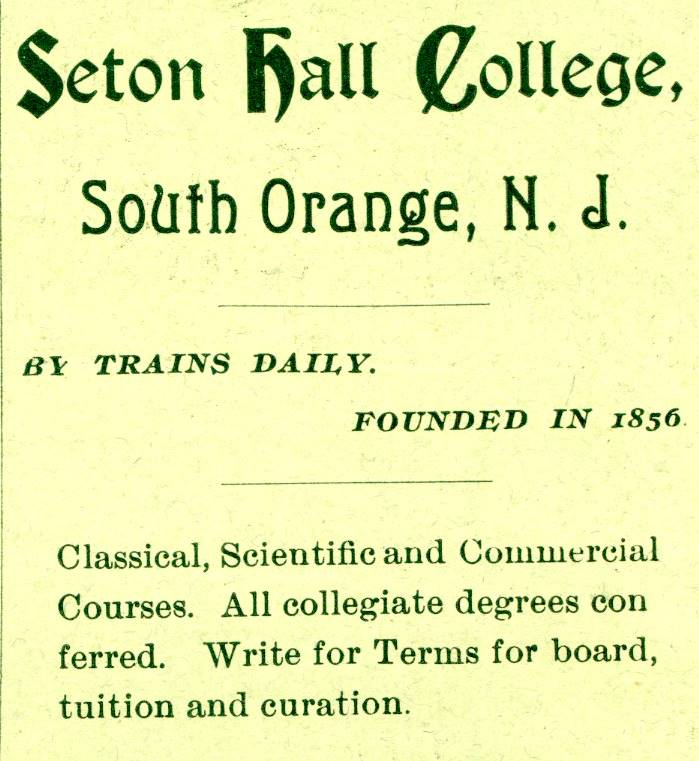 Seton Hall College,
South Orange, N. J.
BY TRAINS DAILY.
FOUNDED IN 1856.
Classical, Scientific and Commercial
Courses. All collegiate degrees con
ferred. Write for Terms for board,
tuition and curation.